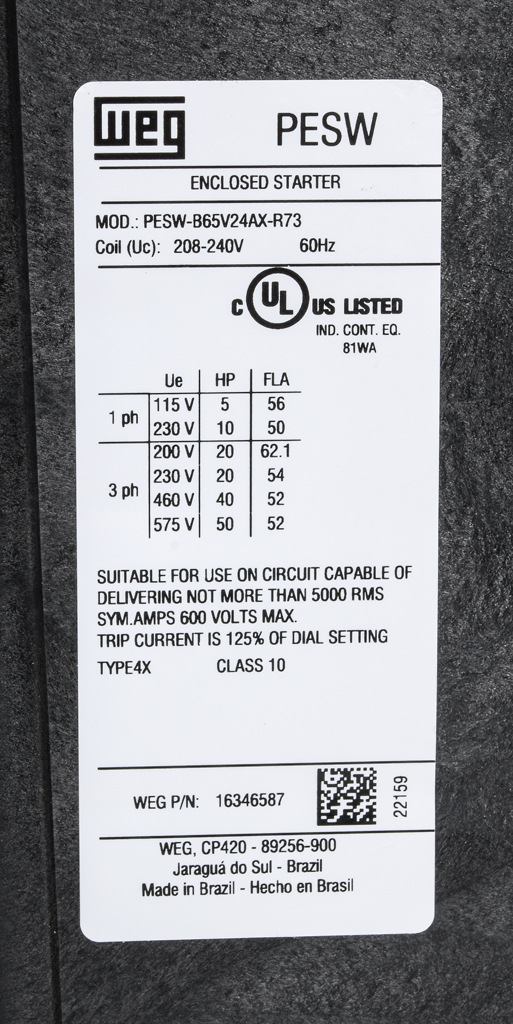 weg PESW
ENCLOSED STARTER
MOD.: PESW-B65V24AX-R73
Coil (Uc): 208-240V 60Hz
C UL US LISTED
IND. CONT. EQ.
81WA
Ue HP FLA
1 ph
115 V 5 56
230 V 10 50
3 ph
200 V 20 62.1
230 V 20 54
460 V 40 52
575 V 50 52
SUITABLE FOR USE ON CIRCUIT CAPABLE OF
DELIVERING NOT MORE THAN 5000 RMS
SYM.AMPS 600 VOLTS MAX.
TRIP CURRENT IS 125% OF DIAL SETTING
TYPE4X CLASS 10
WEG P/N: 16346587
22159
WEG, CP420 - 89256-900
Jaraguá do Sul - Brazil
Made in Brazil - Hecho en Brasil